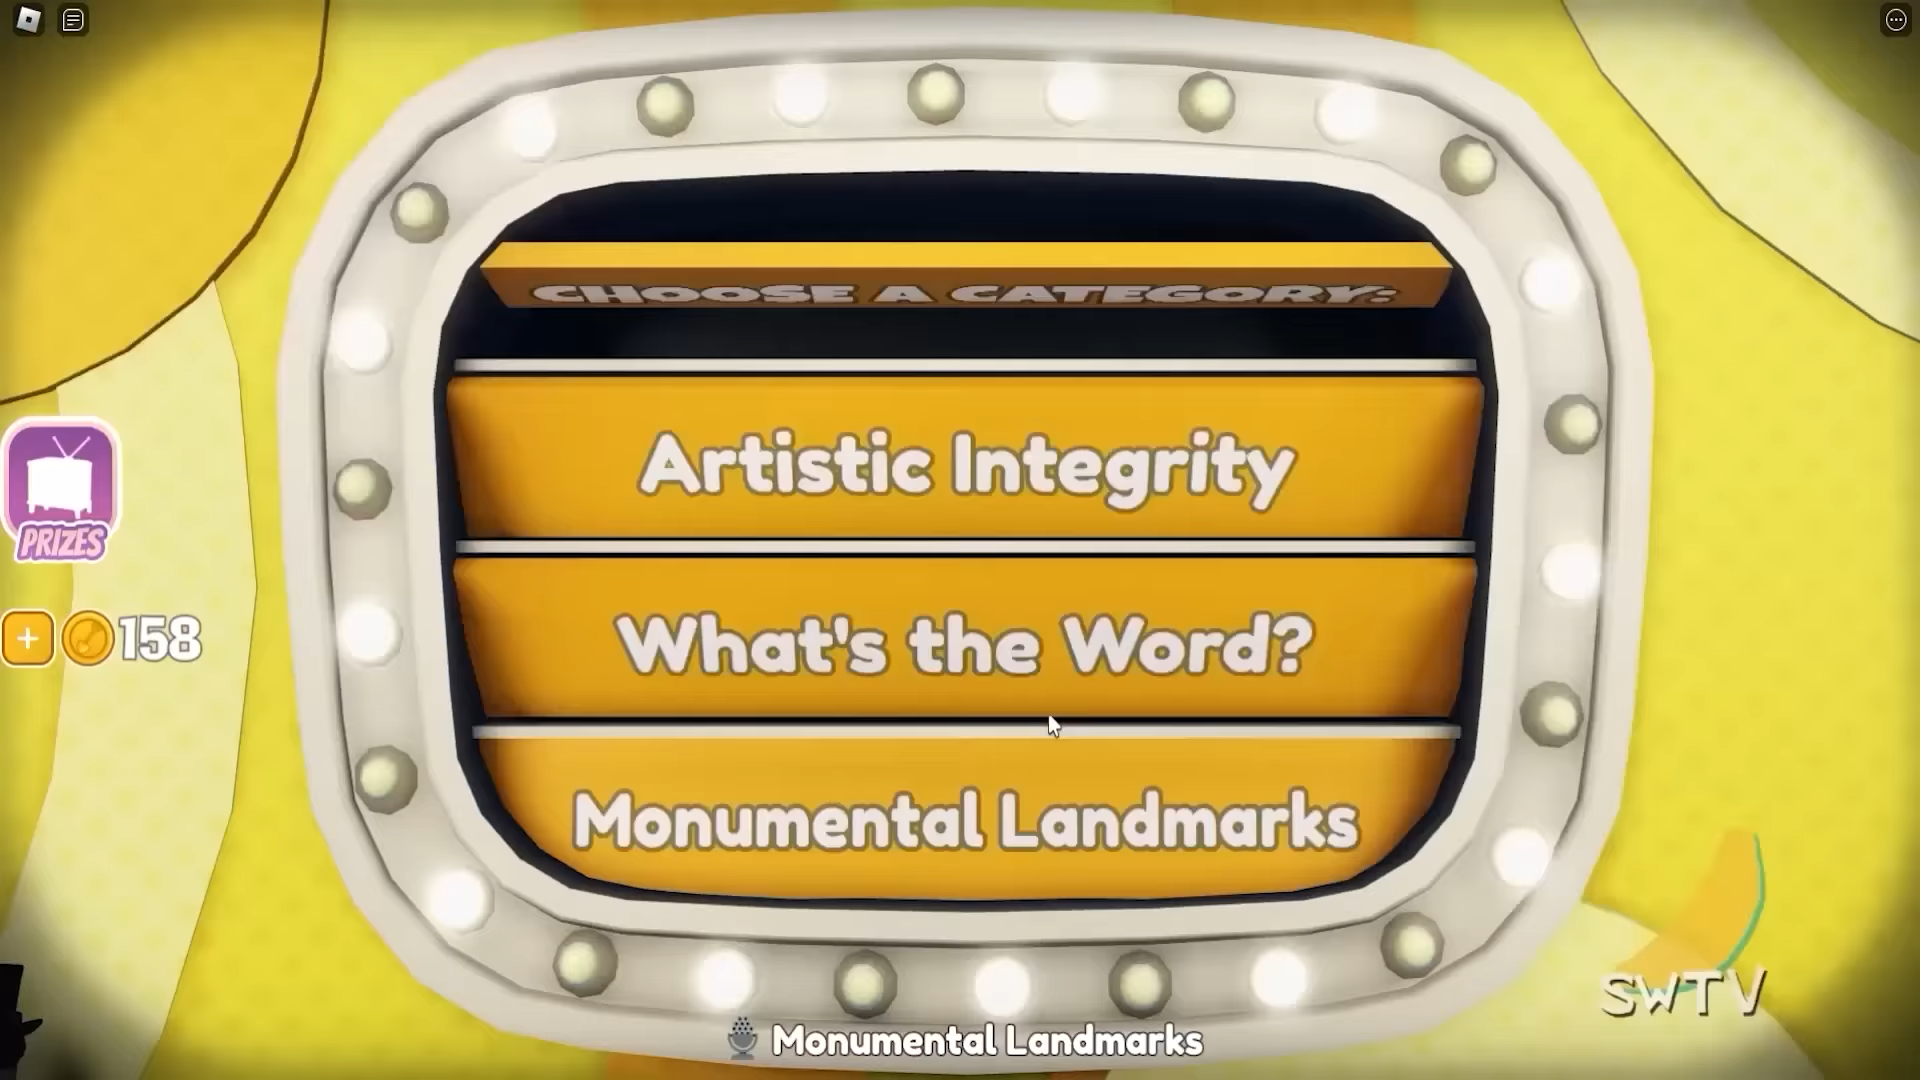 CHOOSE A CATEGORY:
Artistic Integrity
What's the Word?
Monumental Landmarks
PRIZES
158
SWTV
Monumental Landmarks